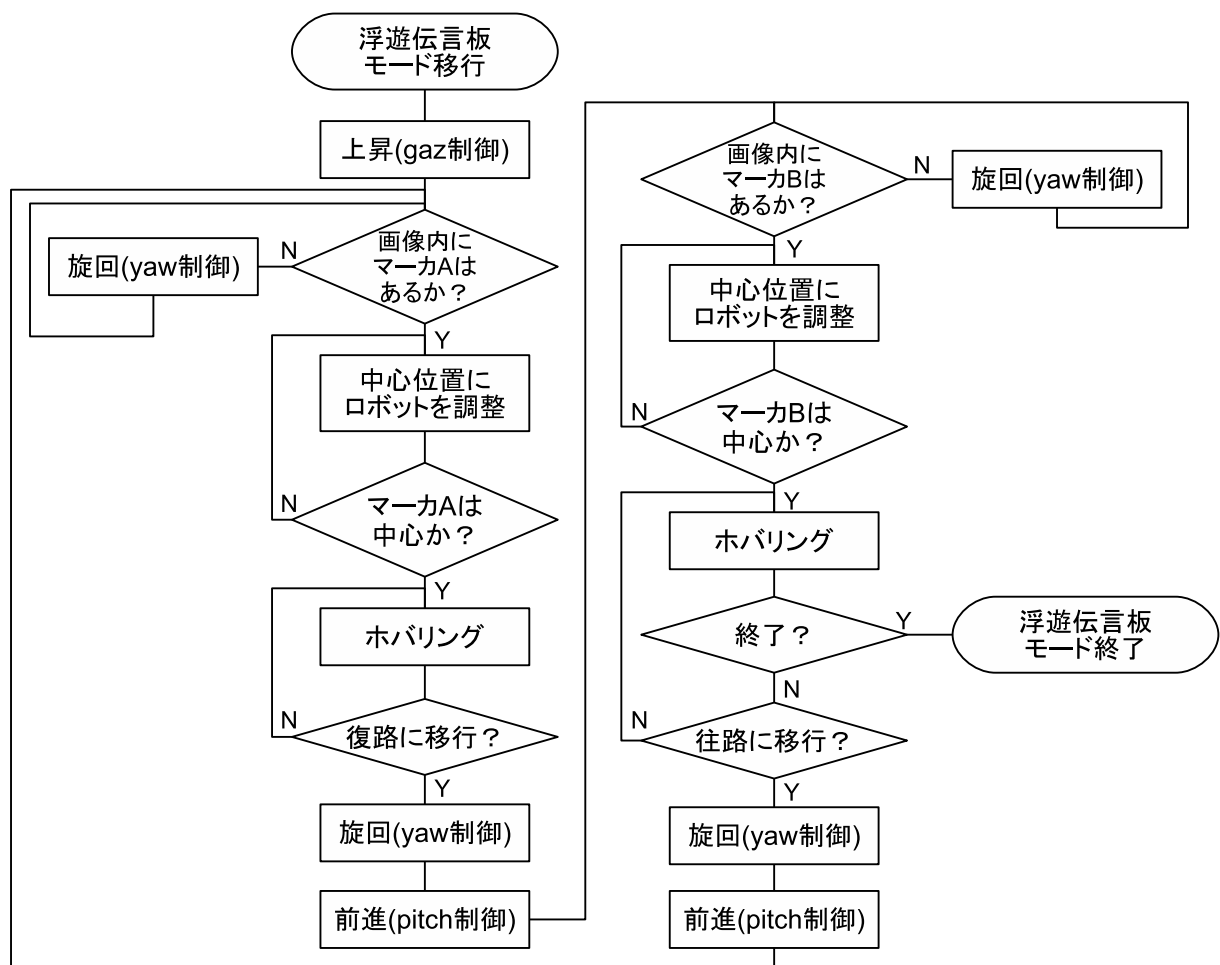 浮遊伝言板
モード移行
上昇(gaz制御)
画像内に
マーカAは
あるか？
N
旋回(yaw制御)
Y
中心位置に
ロボットを調整
マーカAは
中心か？
N
Y
ホバリング
復路に移行？
N
Y
旋回(yaw制御)
前進(pitch制御)
画像内に
マーカBは
あるか？
N
旋回(yaw制御)
Y
中心位置に
ロボットを調整
マーカBは
中心か？
N
Y
ホバリング
終了？
Y
浮遊伝言板
モード終了
N
往路に移行？
N
Y
旋回(yaw制御)
前進(pitch制御)